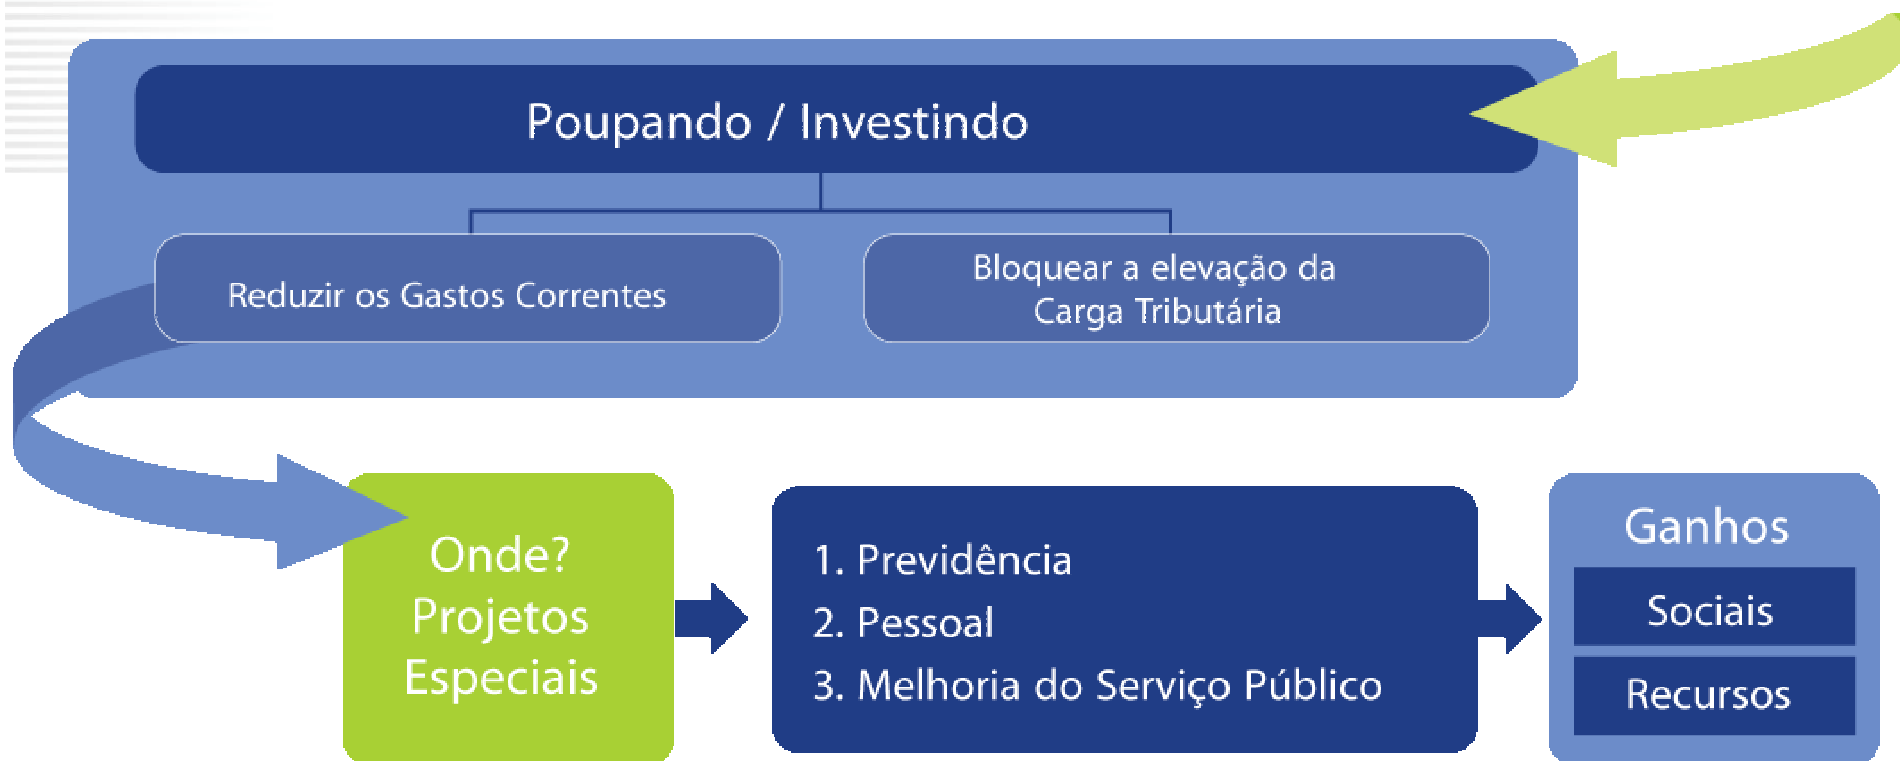 Poupando / Investindo
Reduzir os Gastos Correntes
Bloquear a elevação da
Carga Tributária
Onde?
Projetos
Especiais
1. Previdência
2. Pessoal
3. Melhoria do Serviço Público
Ganhos
Sociais
Recursos